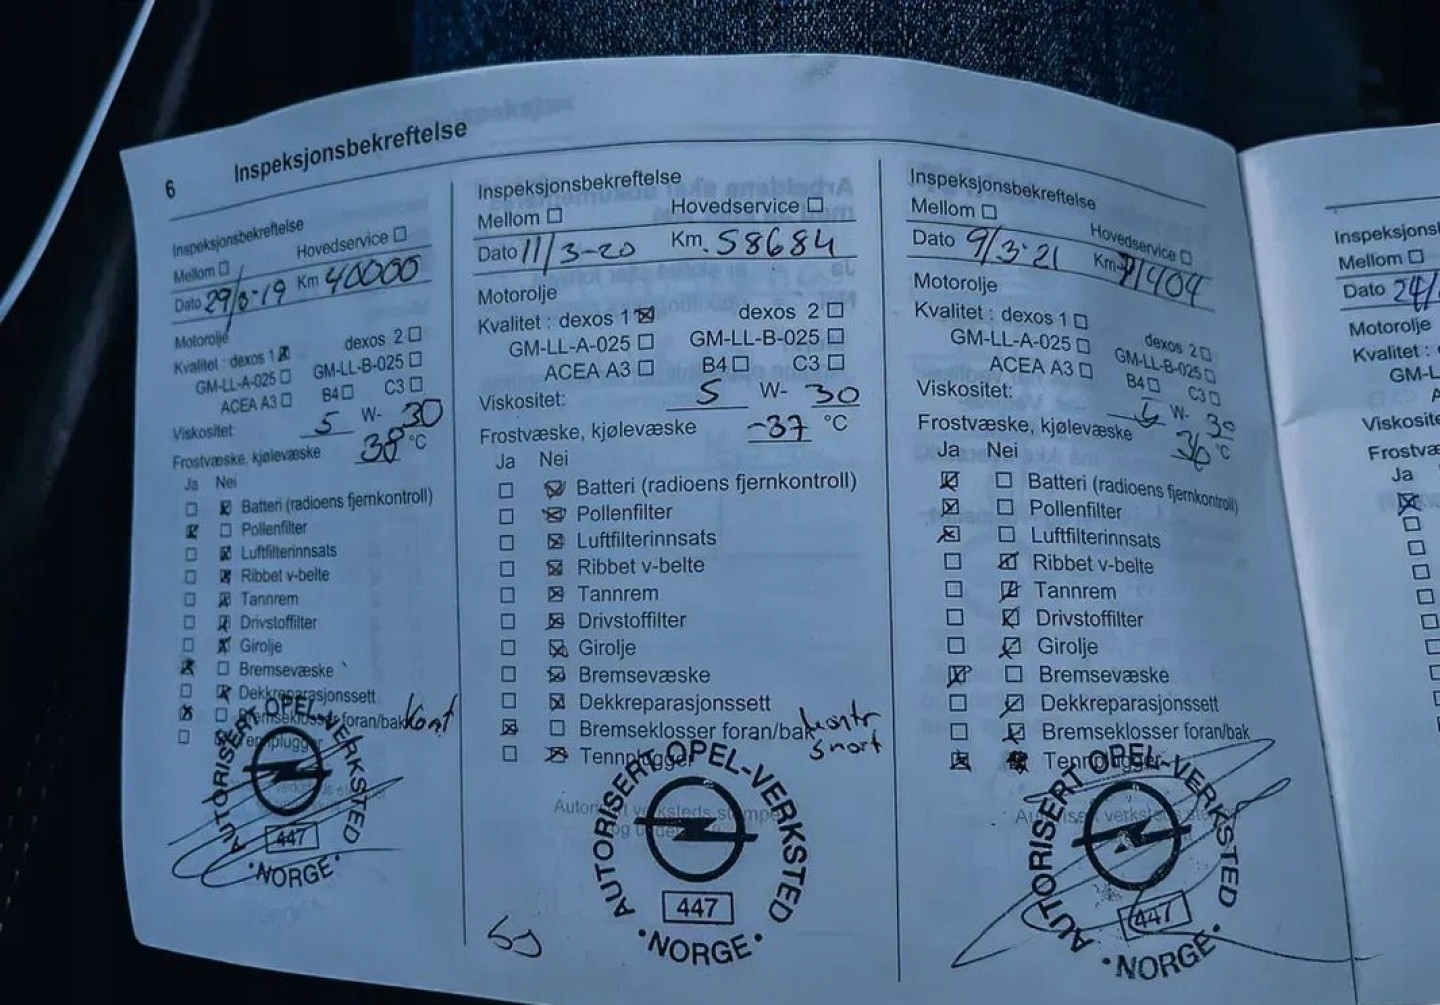 6 Inspeksjonsbekreftelse
Inspeksjonsbekreftelse
Mellom Hovedservice
Dato 29/ 19 Km 40000
Motorolje
Kvalitet : dexos 1 dexos 2
GM-LL-A-025 GM-LL-B-025
ACEA A3 B4 C3
Viskositet: 5 W- 30
Frostvæske, kjølevæske 38 °C
Ja Nei
Batteri (radioens fjernkontroll)
Pollenfilter
Luftfilterinnsats
Ribbet v-belte
Tannrem
Drivstoffilter
Girolje
Bremsevæske
Dekkreparasjonssett
Bremseklosser foran/bak kont
Tennplugger
AUTORISERT OPEL-VERKSTED
447
NORGE
Inspeksjonsbekreftelse
Mellom Hovedservice
Dato 11/3-20 Km. 58684
Motorolje
Kvalitet : dexos 1 dexos 2
GM-LL-A-025 GM-LL-B-025
ACEA A3 B4 C3
Viskositet: 5 W- 30
Frostvæske, kjølevæske -37 °C
Ja Nei
Batteri (radioens fjernkontroll)
Pollenfilter
Luftfilterinnsats
Ribbet v-belte
Tannrem
Drivstoffilter
Girolje
Bremsevæske
Dekkreparasjonssett
Bremseklosser foran/bak kontr
snart
Tennplugger
AUTORISERT OPEL-VERKSTED
447
NORGE
Inspeksjonsbekreftelse
Mellom Hovedservice
Dato 9/3-21 Km 71404
Motorolje
Kvalitet : dexos 1 dexos 2
GM-LL-A-025 GM-LL-B-025
ACEA A3 B4 C3
Viskositet: W- 30
Frostvæske, kjølevæske °C
Ja Nei
Batteri (radioens fjernkontroll)
Pollenfilter
Luftfilterinnsats
Ribbet v-belte
Tannrem
Drivstoffilter
Girolje
Bremsevæske
Dekkreparasjonssett
Bremseklosser foran/bak
Tennplugger
AUTORISERT OPEL-VERKSTED
447
NORGE
Mellom
Dato 24/
Motorolje
Ja